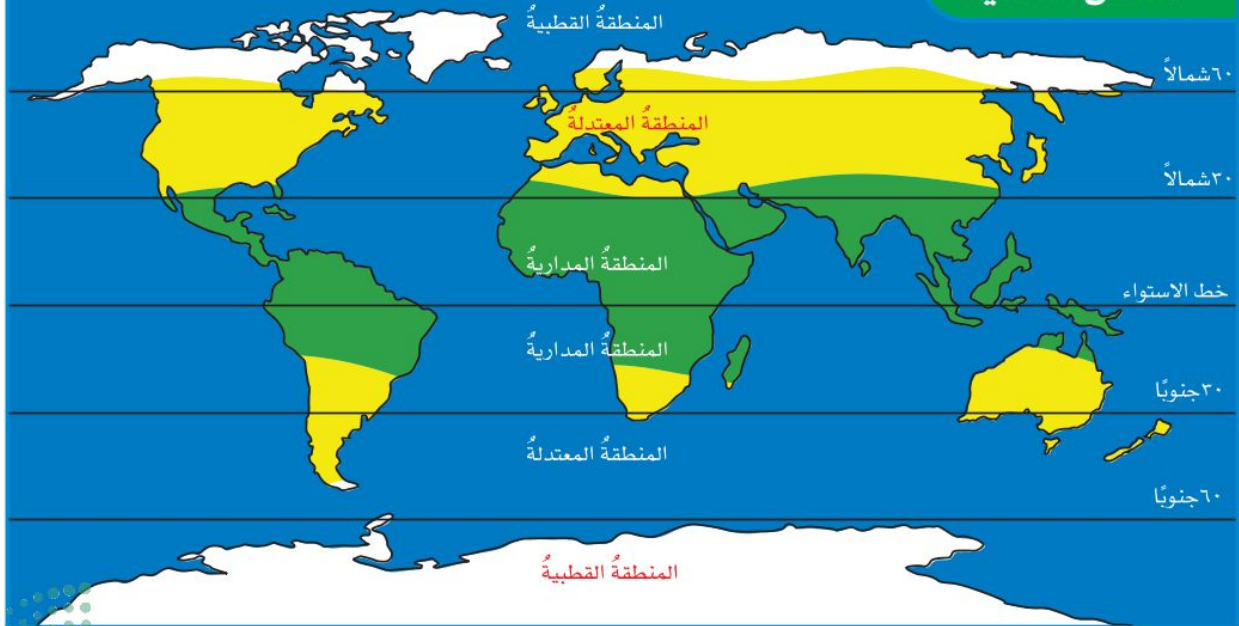 المنطقةُ القطبيةُ
٦٠شمالاً
المنطقةُ المعتدلةُ
٣٠شمالاً
المنطقةُ المداريةُ
خط الاستواء
المنطقةُ المداريةُ
٣٠جنوبًا
المنطقةُ المعتدلةُ
٦٠جنوبًا
المنطقةُ القطبيةُ